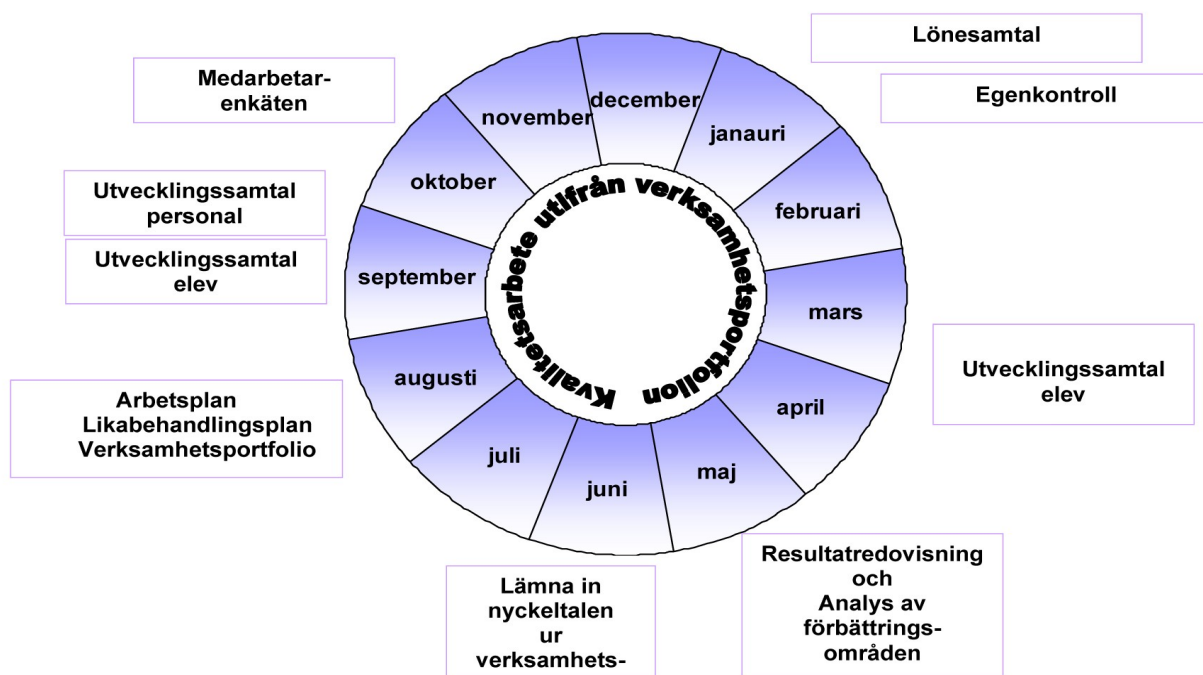 Lönesamtal
Egenkontroll
Medarbetar-
enkäten
december
november
janauri
oktober
februari
Utvecklingssamtal
personal
Utvecklingssamtal
elev
september
mars
Kvalitetsarbete utifrån verksamhetsportfolion
Utvecklingssamtal
elev
augusti
april
Arbetsplan
Likabehandlingsplan
Verksamhetsportfolio
juli
juni
maj
Lämna in
nyckeltalen
ur
verksamhets-
Resultatredovisning
och
Analys av
förbättrings-
områden